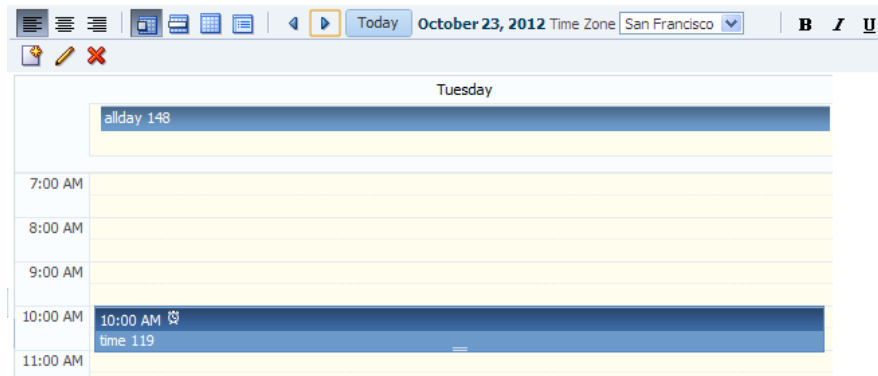 Today October 23, 2012 Time Zone San Francisco B I U
Tuesday
allday 148
7:00 AM
8:00 AM
9:00 AM
10:00 AM 10:00 AM
time 119
11:00 AM